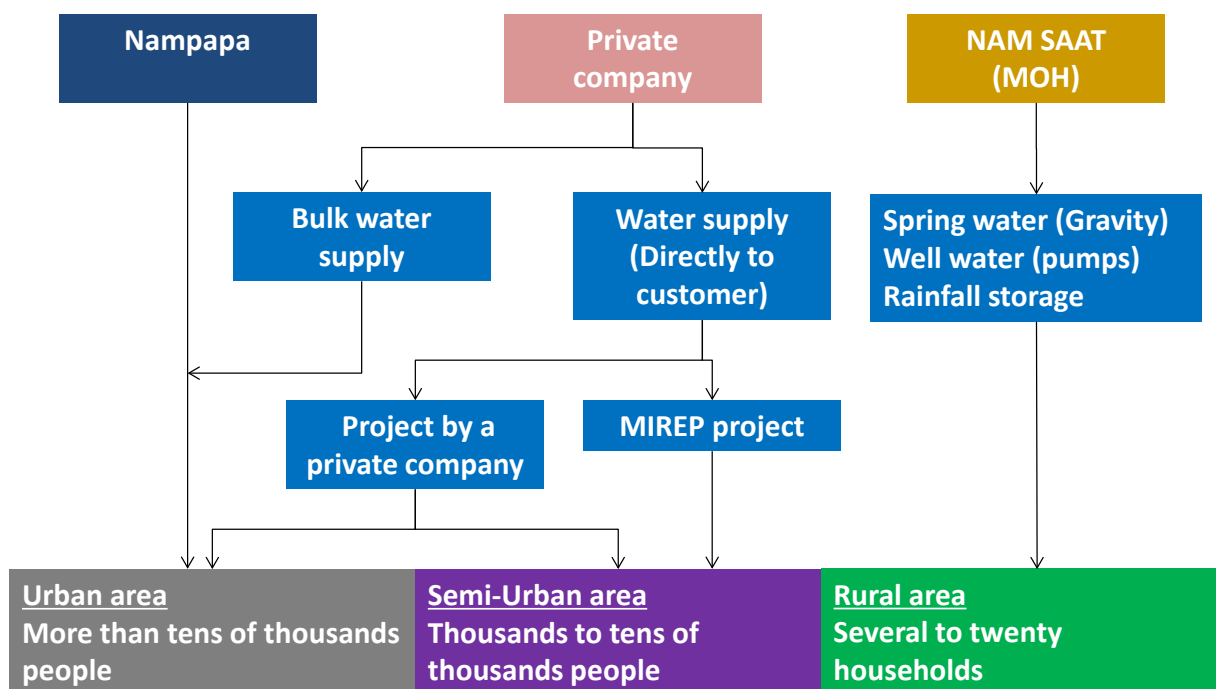 Nampapa
Private
company
NAM SAAT
(MOH)
Bulk water
supply
Water supply
(Directly to
customer)
Spring water (Gravity)
Well water (pumps)
Rainfall storage
Project by a
private company
MIREP project
Urban area
More than tens of thousands
people
Semi-Urban area
Thousands to tens of
thousands people
Rural area
Several to twenty
households